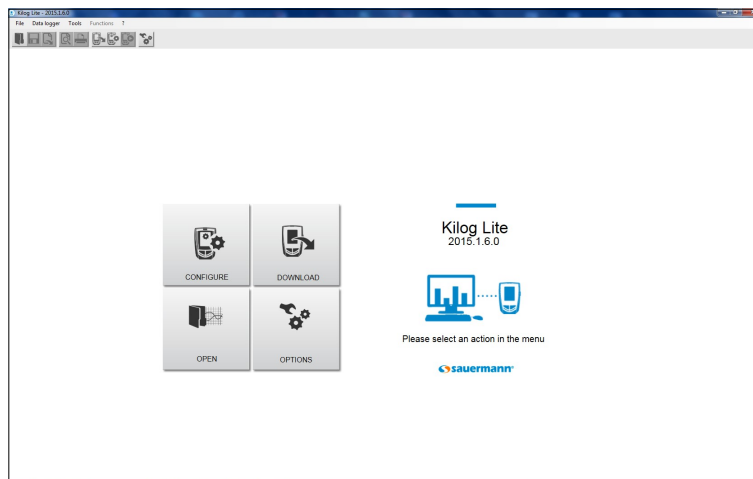 Kilog Lite - 2015.1.6.0
File Data logger Tools Functions ?
Kilog Lite
2015.1.6.0
CONFIGURE DOWNLOAD
Please select an action in the menu
OPEN OPTIONS
sauermann®